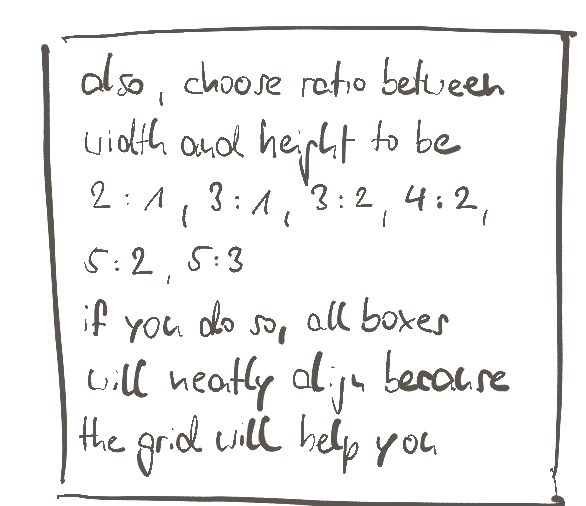 also, choose ratio between
width and height to be
2:1, 3:1, 3:2, 4:2,
5:2, 5:3
if you do so, all boxes
will neatly align because
the grid will help you